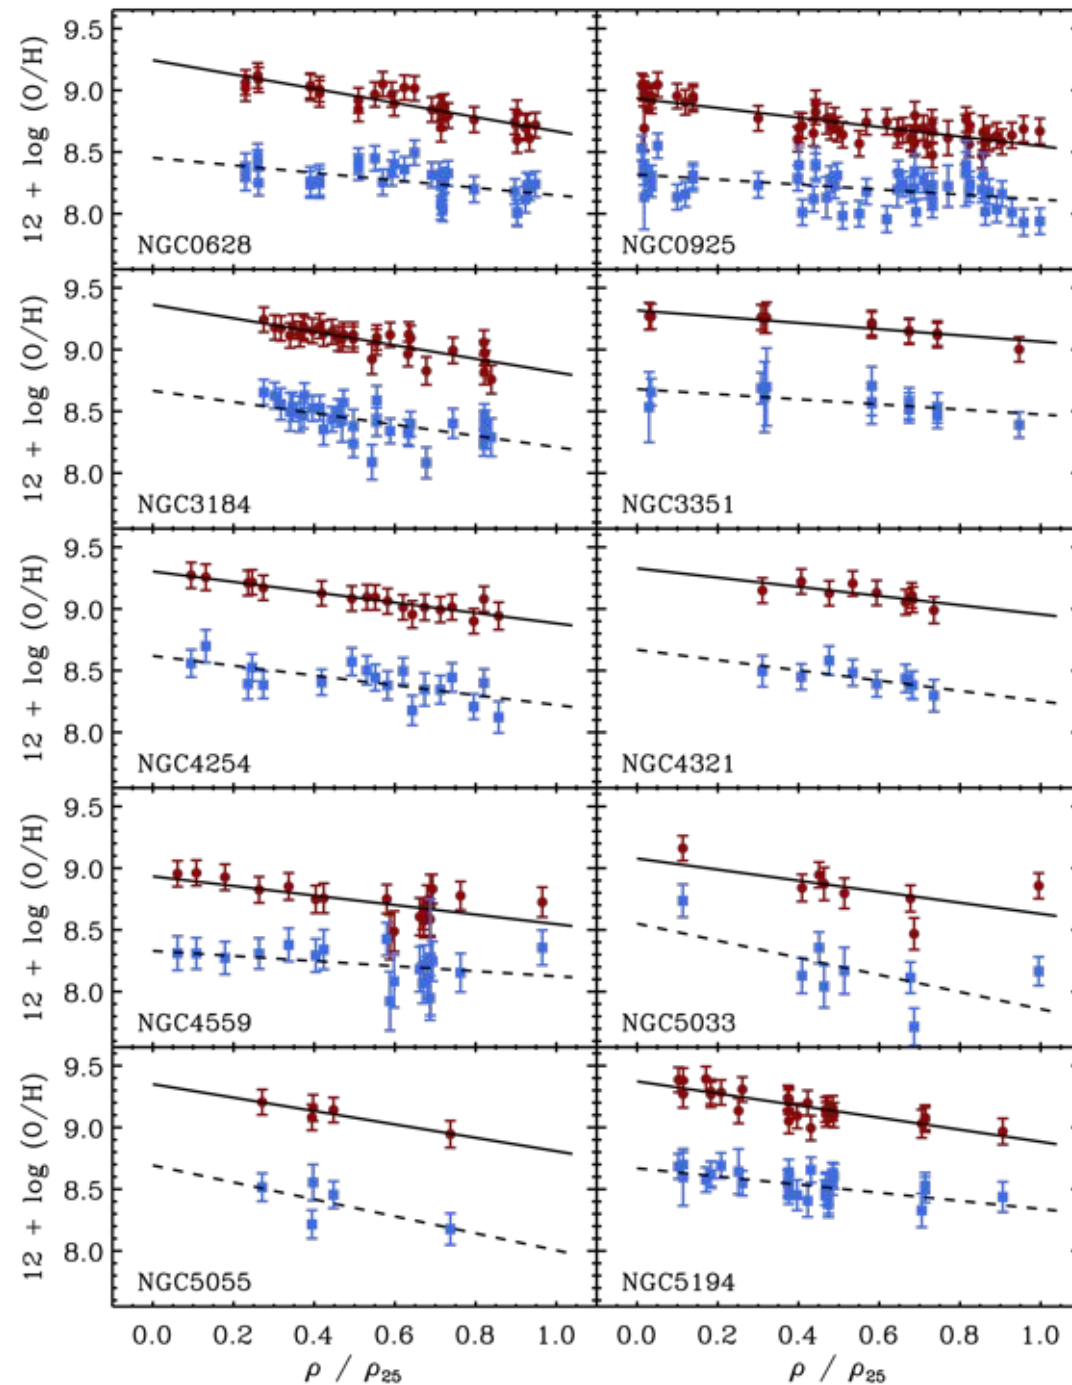 12 + log (O/H)
9.5
9.0
8.5
8.0
NGC0628
NGC0925
12 + log (O/H)
9.5
9.0
8.5
8.0
NGC3184
NGC3351
12 + log (O/H)
9.5
9.0
8.5
8.0
NGC4254
NGC4321
12 + log (O/H)
9.5
9.0
8.5
8.0
NGC4559
NGC5033
12 + log (O/H)
9.5
9.0
8.5
8.0
NGC5055
NGC5194
0.0 0.2 0.4 0.6 0.8 1.0 0.0 0.2 0.4 0.6 0.8 1.0
ρ / ρ25 ρ / ρ25